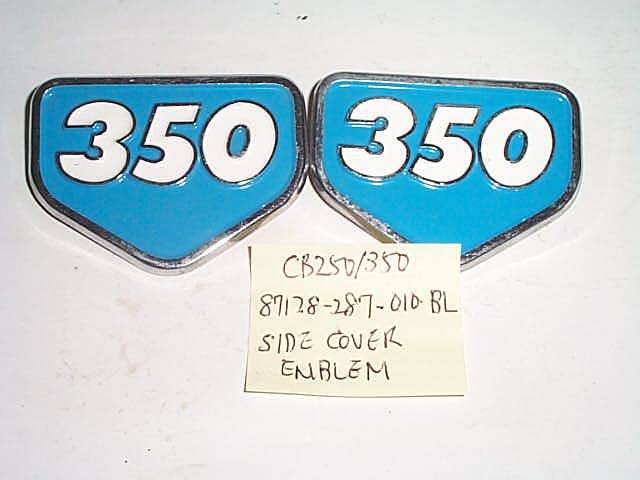 350
350
CB250/350
87128-287-010-BL
SIDE COVER
EMBLEM